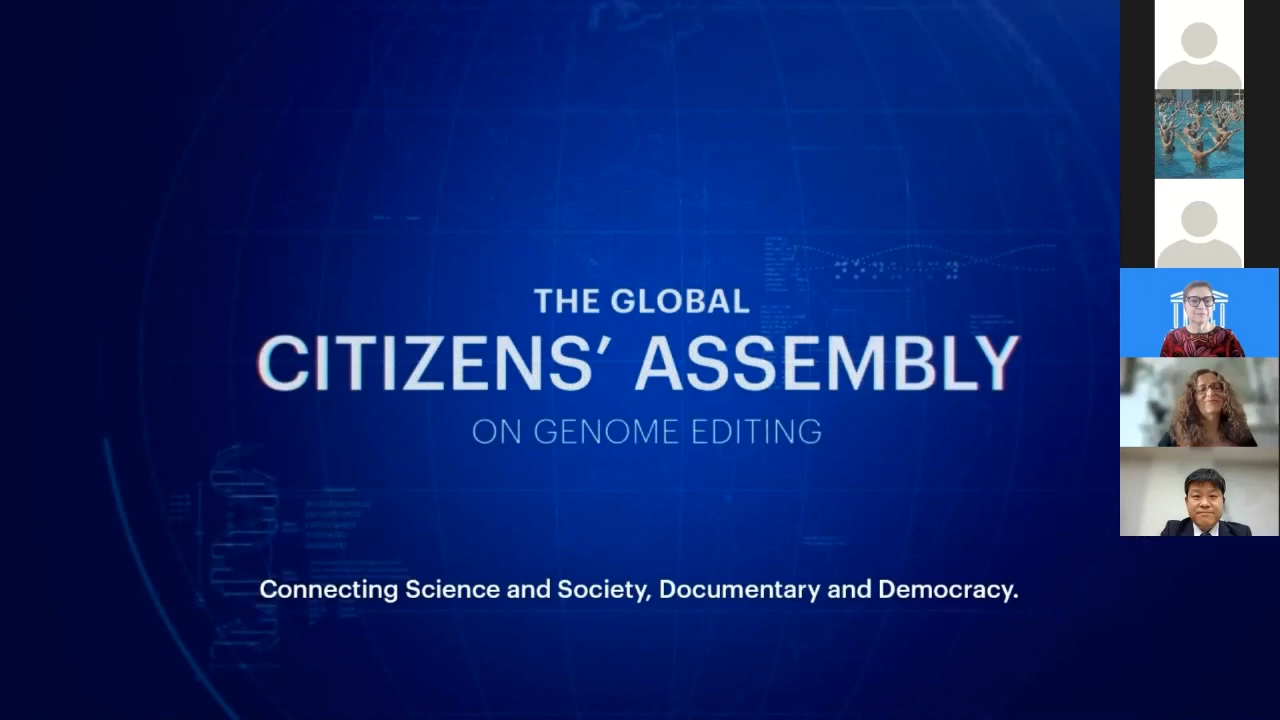 THE GLOBAL
CITIZENS’ ASSEMBLY
ON GENOME EDITING
Connecting Science and Society, Documentary and Democracy.